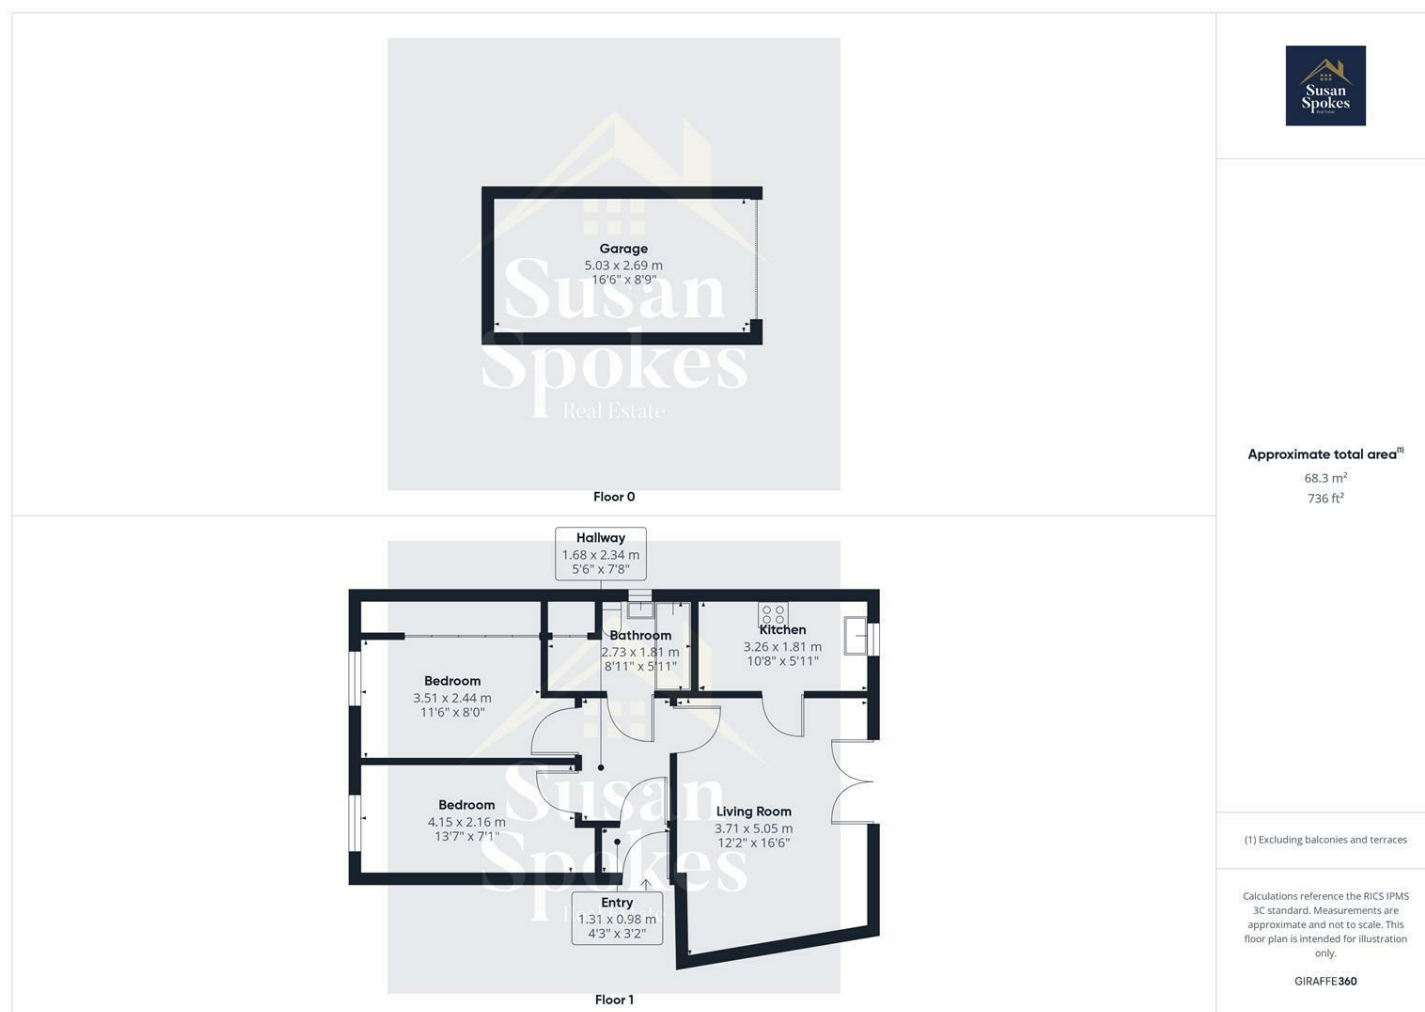 Susan
Spokes
Real Estate
Garage
5.03 x 2.69 m
16'6" x 8'9"
Susan
Spokes
Real Estate
Floor 0
Hallway
1.68 x 2.34 m
5'6" x 7'8"
Bathroom
2.73 x 1.81 m
8'11" x 5'11"
Kitchen
3.26 x 1.81 m
10'8" x 5'11"
Bedroom
3.51 x 2.44 m
11'6" x 8'0"
Bedroom
4.15 x 2.16 m
13'7" x 7'1"
Living Room
3.71 x 5.05 m
12'2" x 16'6"
Susan
Spokes
Real Estate
Entry
1.31 x 0.98 m
4'3" x 3'2"
Floor 1
Approximate total area(1)
68.3 m²
736 ft²
(1) Excluding balconies and terraces
Calculations reference the RICS IPMS
3C standard. Measurements are
approximate and not to scale. This
floor plan is intended for illustration
only.
GIRAFFE360